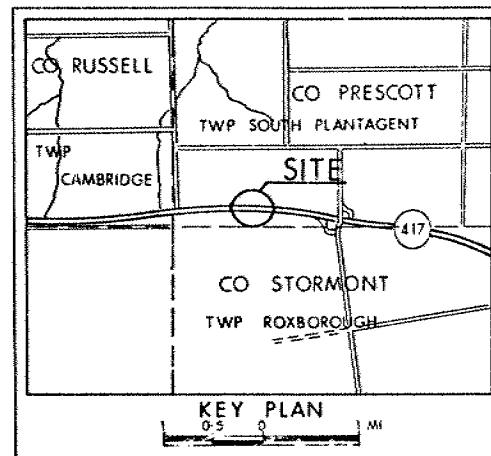 CO RUSSELL
CO PRESCOTT
TWP SOUTH PLANTAGENT
TWP
CAMBRIDGE
SITE
417
CO STORMONT
TWP ROXBOROUGH
KEY PLAN
0.5 0 MI